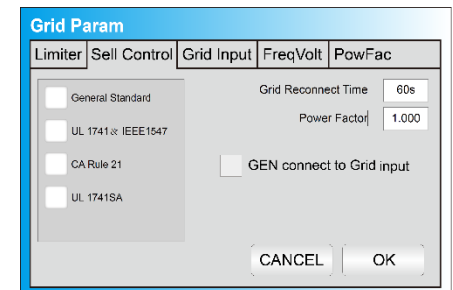 Grid Param
Limiter Sell Control Grid Input FreqVolt PowFac
General Standard
UL 1741 & IEEE1547
CA Rule 21
UL 1741SA
Grid Reconnect Time 60s
Power Factor 1.000
GEN connect to Grid input
CANCEL OK